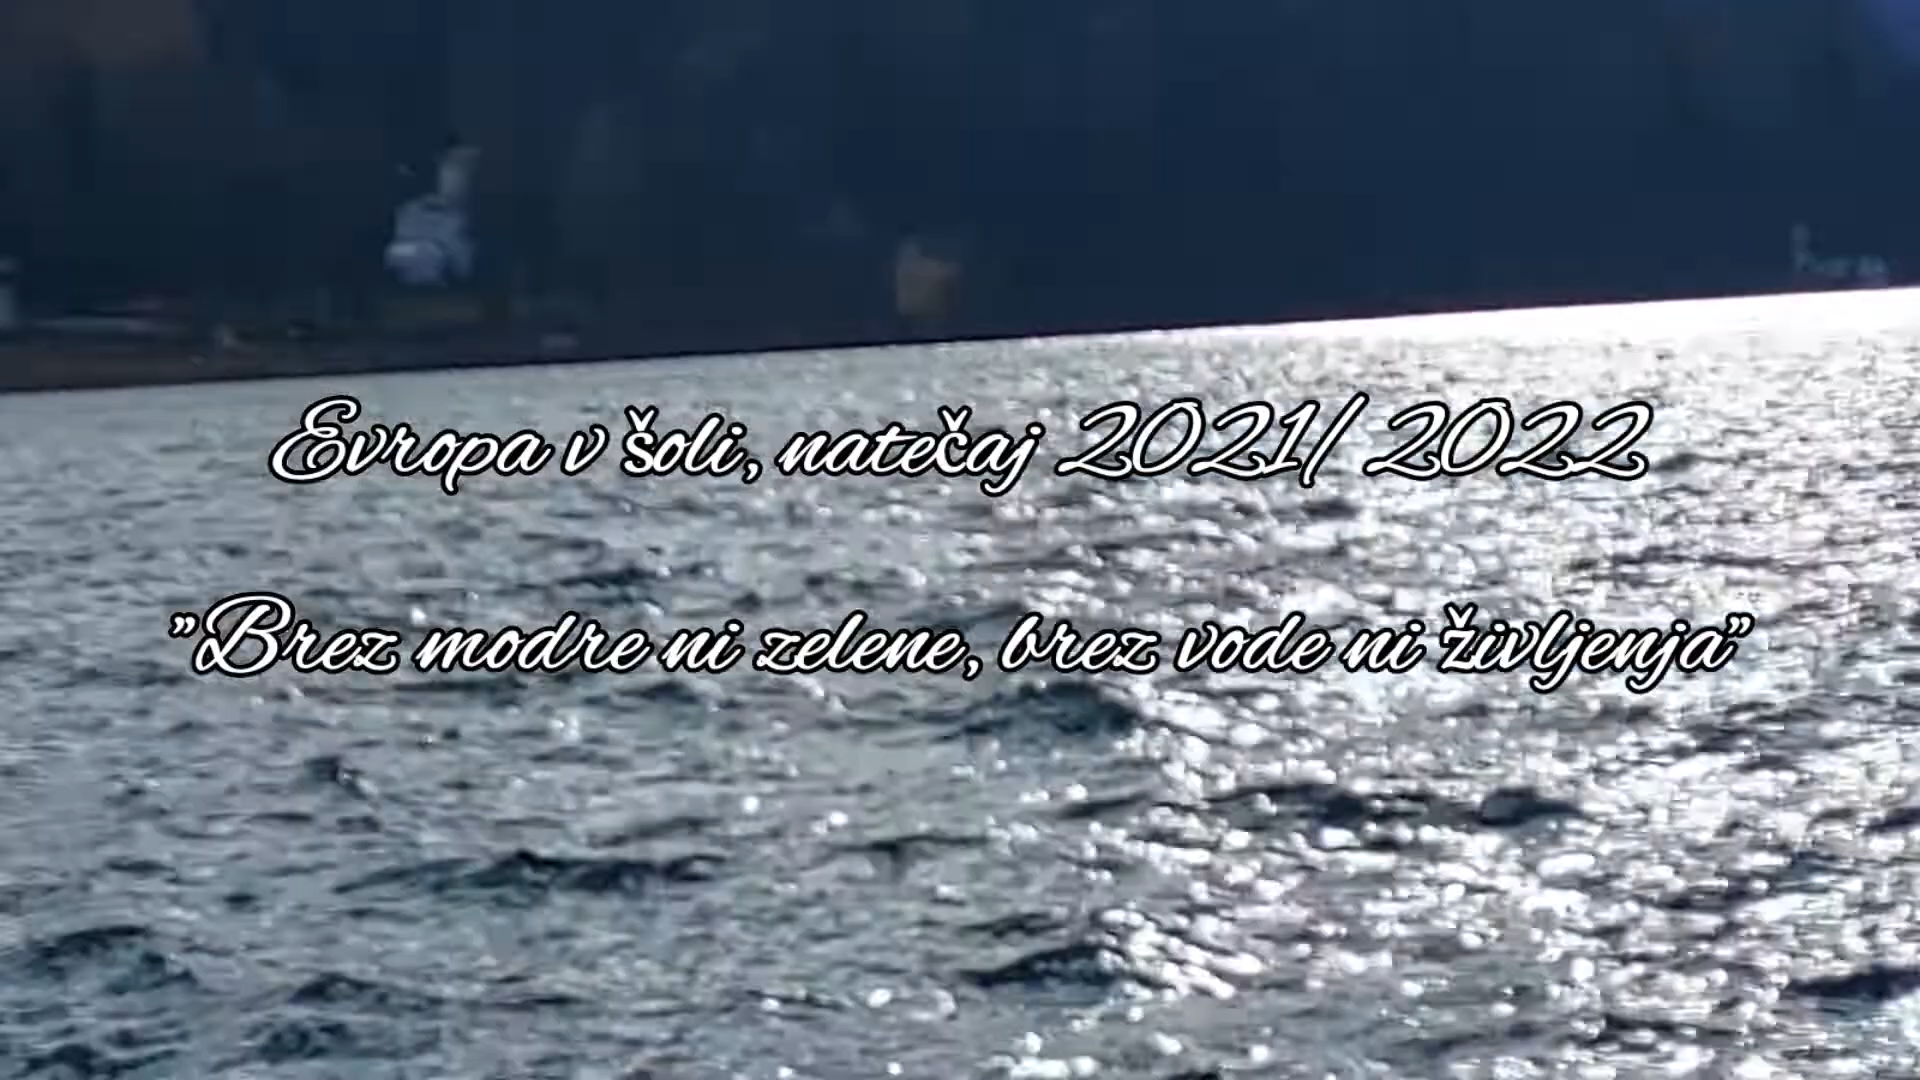 Evropa v šoli, natečaj 2021/ 2022
"Brez modre ni zelene, brez vode ni življenja"